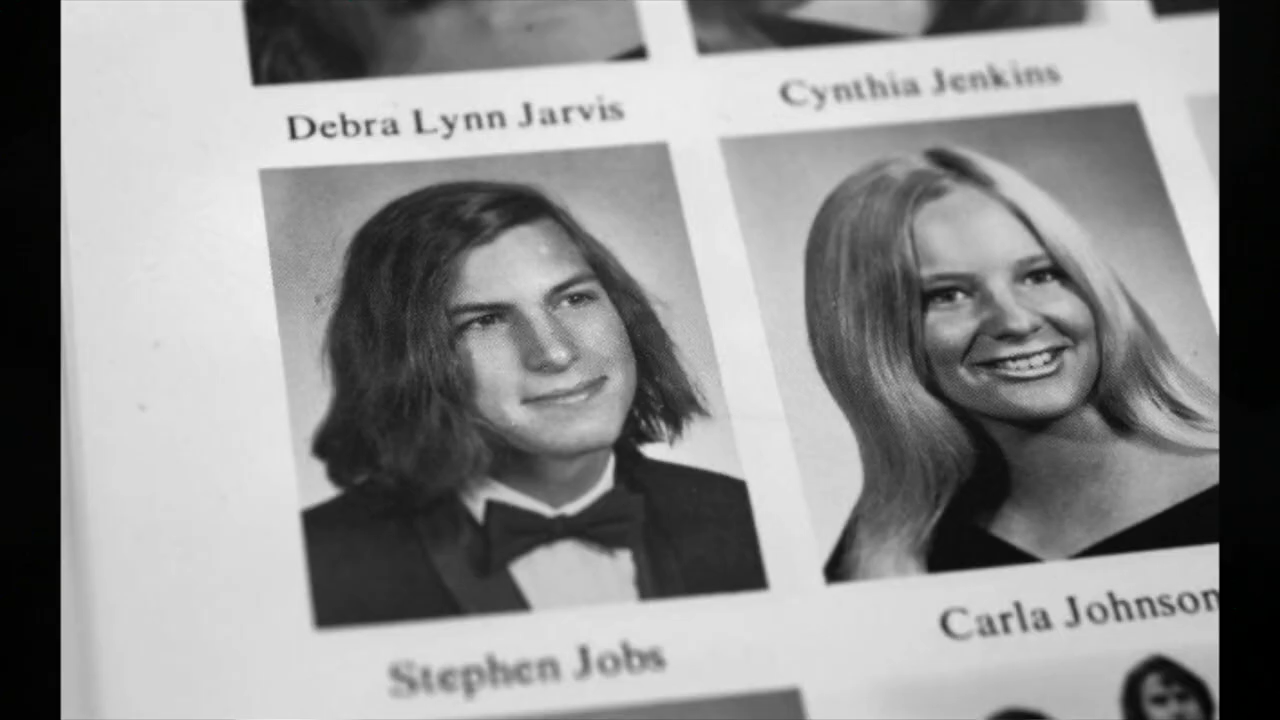 Debra Lynn Jarvis
Cynthia Jenkins
Stephen Jobs
Carla Johnson